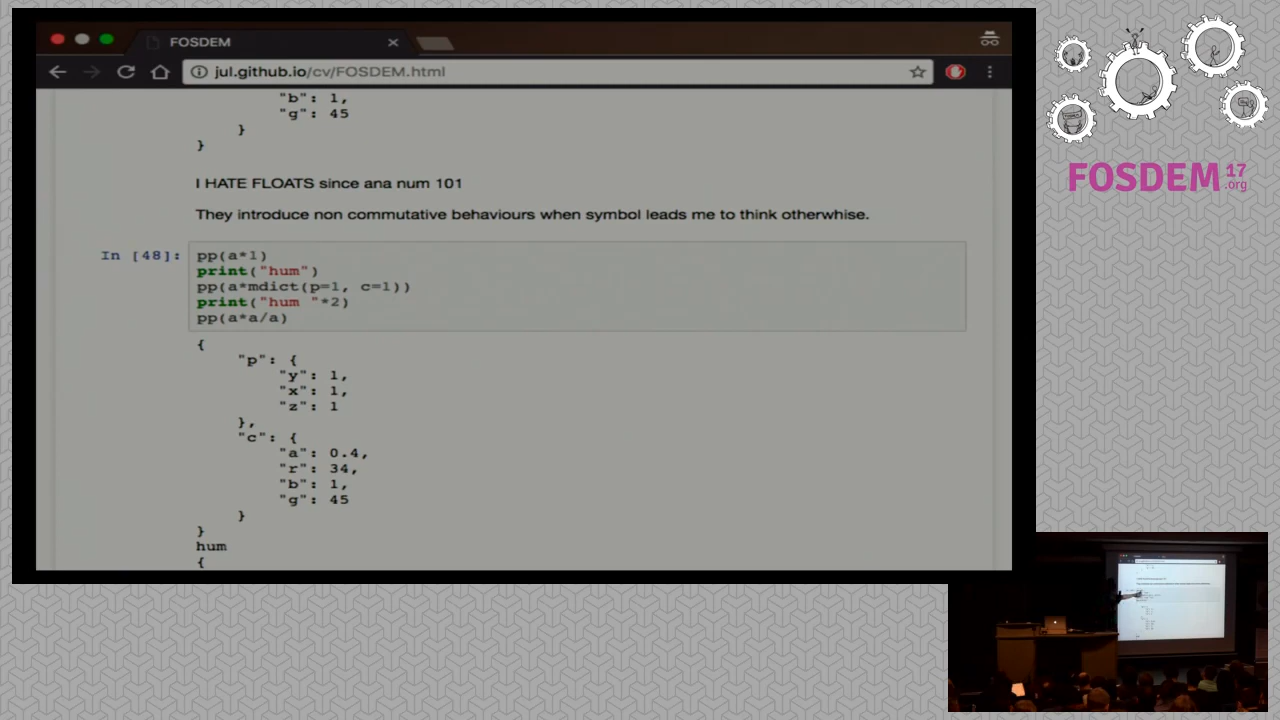 FOSDEM
jul.github.io/cv/FOSDEM.html
"b": 1,
"g": 45
}
}
I HATE FLOATS since ana num 101
They introduce non commutative behaviours when symbol leads me to think otherwhise.
In [48]:
pp(a*1)
print("hum")
pp(a*mdict(p=1, c=1))
print("hum "*2)
pp(a*a/a)
{
"p": {
"y": 1,
"x": 1,
"z": 1
},
"c": {
"a": 0.4,
"r": 34,
"b": 1,
"g": 45
}
}
hum
{
FOSDEM 17
.org